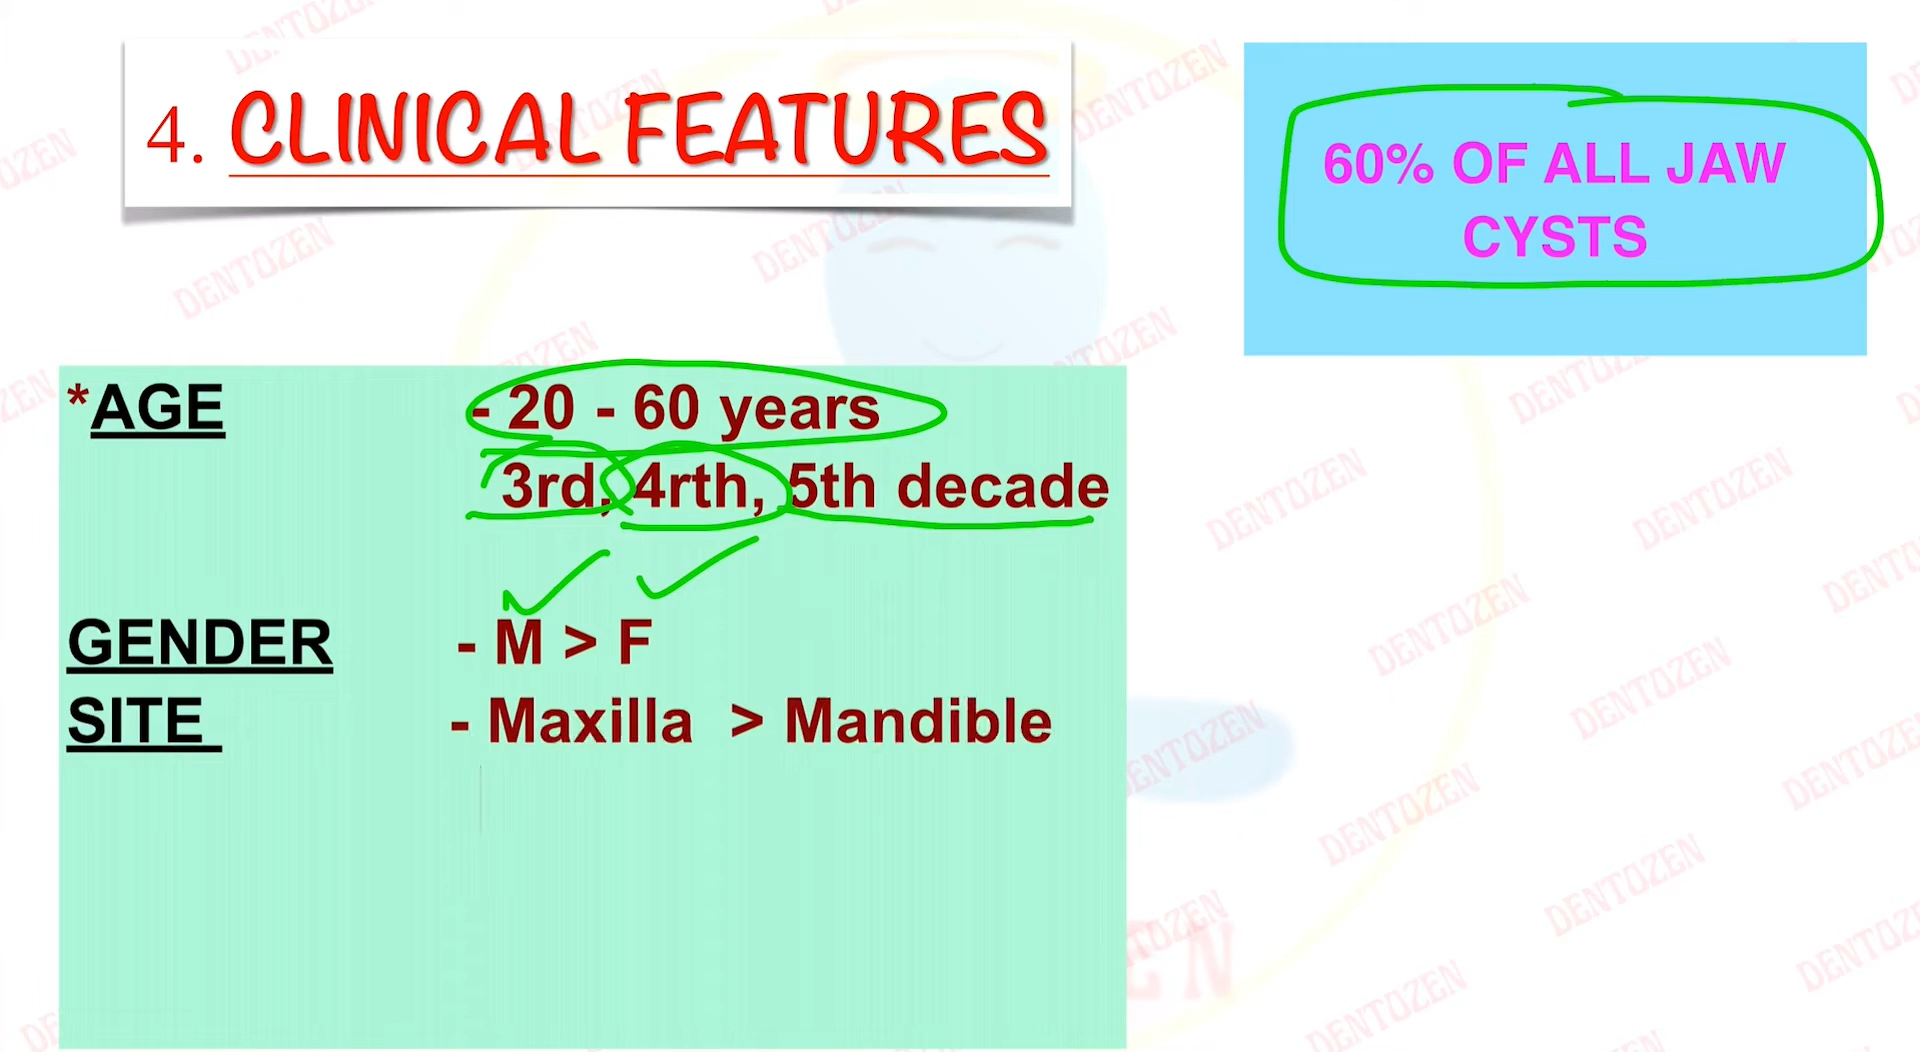 4. CLINICAL FEATURES
60% OF ALL JAW
CYSTS
*AGE - 20 - 60 years
3rd, 4rth, 5th decade
GENDER - M > F
SITE - Maxilla > Mandible
DENTOZEN